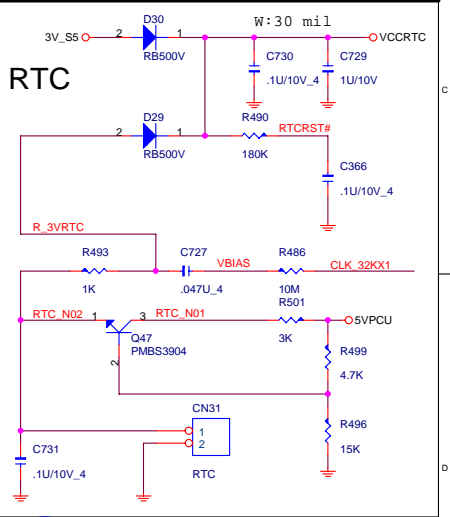 D30 W:30 mil
3V_S5 2 1 VCCRTC
RB500V C730 C729
.1U/10V_4 1U/10V
RTC
C
D29 R490 RTCRST#
2 1
RB500V 180K C366
.1U/10V_4
R_3VRTC
R493 C727 VBIAS R486 CLK_32KX1
1K .047U_4 10M
R501
RTC_N02 1 3 RTC_N01 5VPCU
Q47 3K
PMBS3904 R499
2 4.7K
CN31
1 R496
2
C731 15K D
.1U/10V_4 RTC